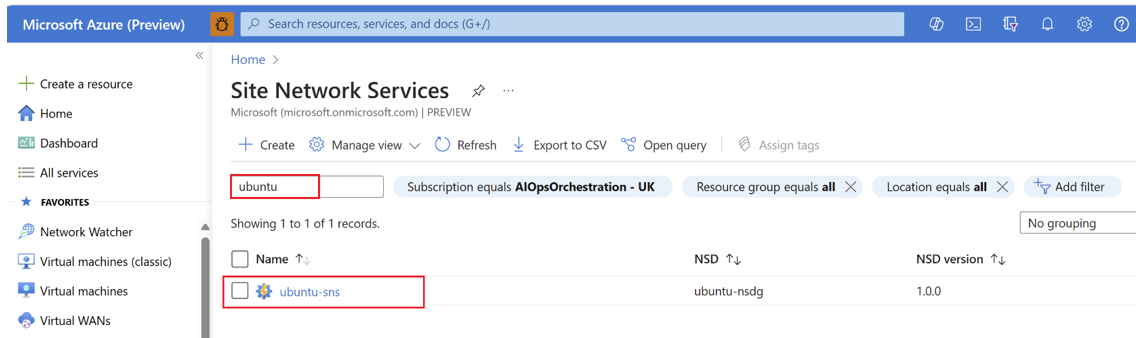 Microsoft Azure (Preview)
Search resources, services, and docs (G+/)
Create a resource
Home
Dashboard
All services
FAVORITES
Network Watcher
Virtual machines (classic)
Virtual machines
Virtual WANs
Home >
Site Network Services
Microsoft (microsoft.onmicrosoft.com) | PREVIEW
Create Manage view Refresh Export to CSV Open query Assign tags
ubuntu Subscription equals AIOpsOrchestration - UK Resource group equals all Location equals all Add filter
Showing 1 to 1 of 1 records.
No grouping
Name NSD NSD version
ubuntu-sns ubuntu-nsdg 1.0.0